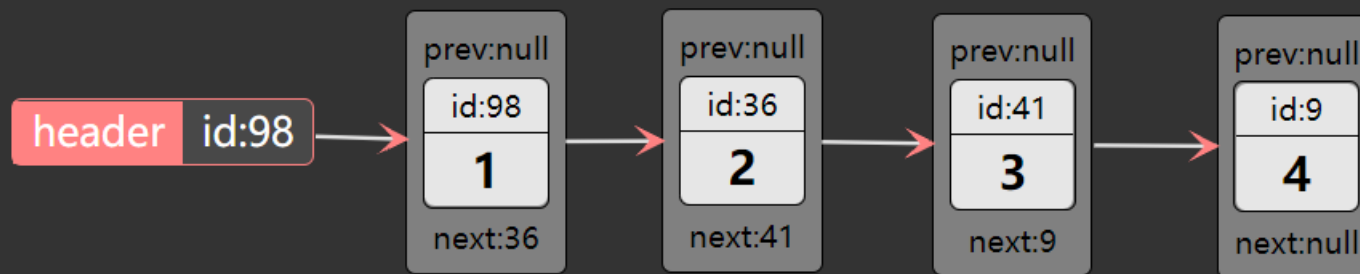 header id:98
prev:null
id:98
1
next:36
prev:null
id:36
2
next:41
prev:null
id:41
3
next:9
prev:null
id:9
4
next:null